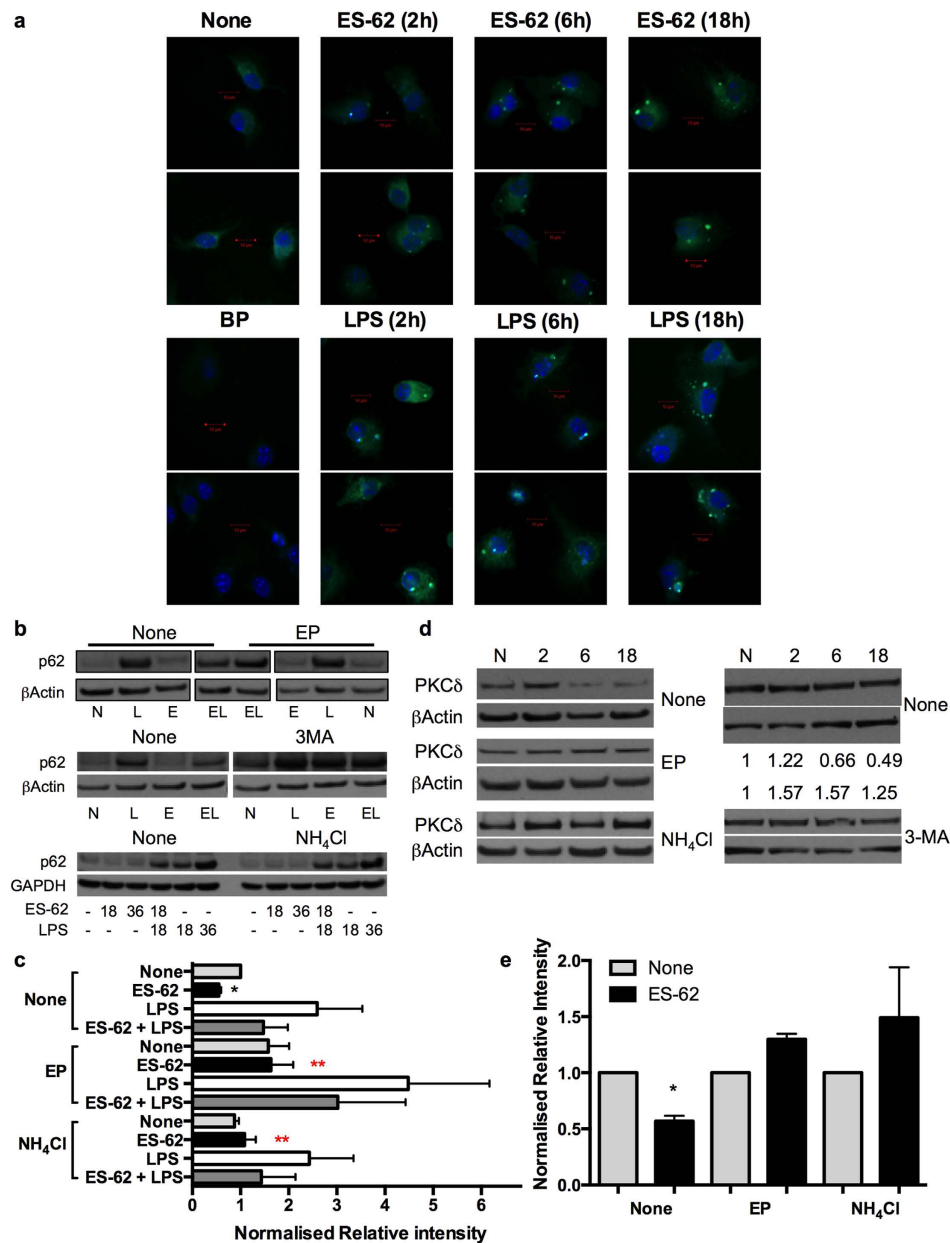 a
None ES-62 (2h) ES-62 (6h) ES-62 (18h)
BP LPS (2h) LPS (6h) LPS (18h)
b
None EP
p62
βActin
N L E EL EL E L N
None 3MA
p62
βActin
N L E EL N L E EL
None NH4Cl
p62
GAPDH
ES-62 - 18 36 18 - - - 18 36 18 - -
LPS - - - 18 18 36 - - - 18 18 36
d
N 2 6 18
PKCδ
βActin
None
PKCδ
βActin
EP
PKCδ
βActin
NH4Cl
N 2 6 18
None
1 1.22 0.66 0.49
1 1.57 1.57 1.25
3-MA
c
None
None
ES-62 *
LPS
ES-62 + LPS
EP
None
ES-62 **
LPS
ES-62 + LPS
NH4Cl
None
ES-62 **
LPS
ES-62 + LPS
0 1 2 3 4 5 6
Normalised Relative intensity
e
Normalised Relative Intensity
2.0
1.5
1.0
0.5
0.0
None
ES-62
*
None EP NH4Cl